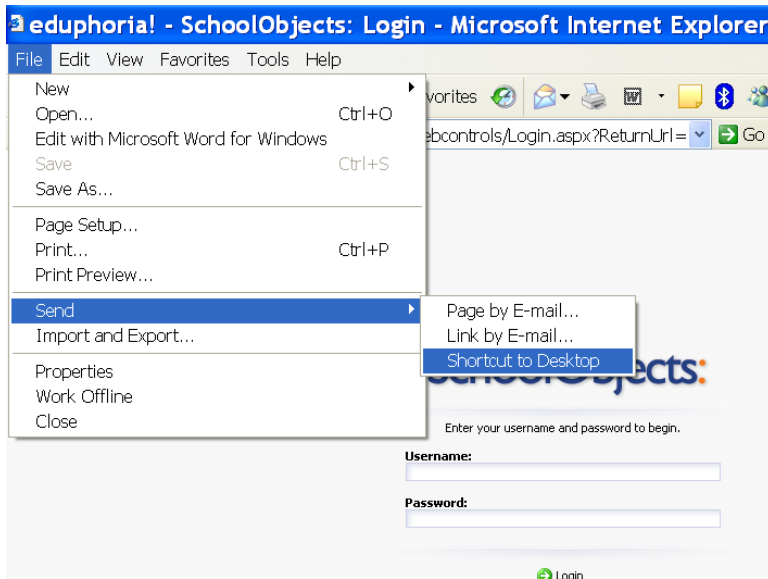 eduphoria! - SchoolObjects: Login - Microsoft Internet Explorer
File Edit View Favorites Tools Help
New
Open... Ctrl+O
Edit with Microsoft Word for Windows
Save Ctrl+S
Save As...
Page Setup...
Print... Ctrl+P
Print Preview...
Send
Import and Export...
Properties
Work Offline
Close
vorites
ebcontrols/Login.aspx?ReturnUrl= Go
Page by E-mail...
Link by E-mail...
Shortcut to Desktop
SchoolObjects:
Enter your username and password to begin.
Username:
Password:
Login